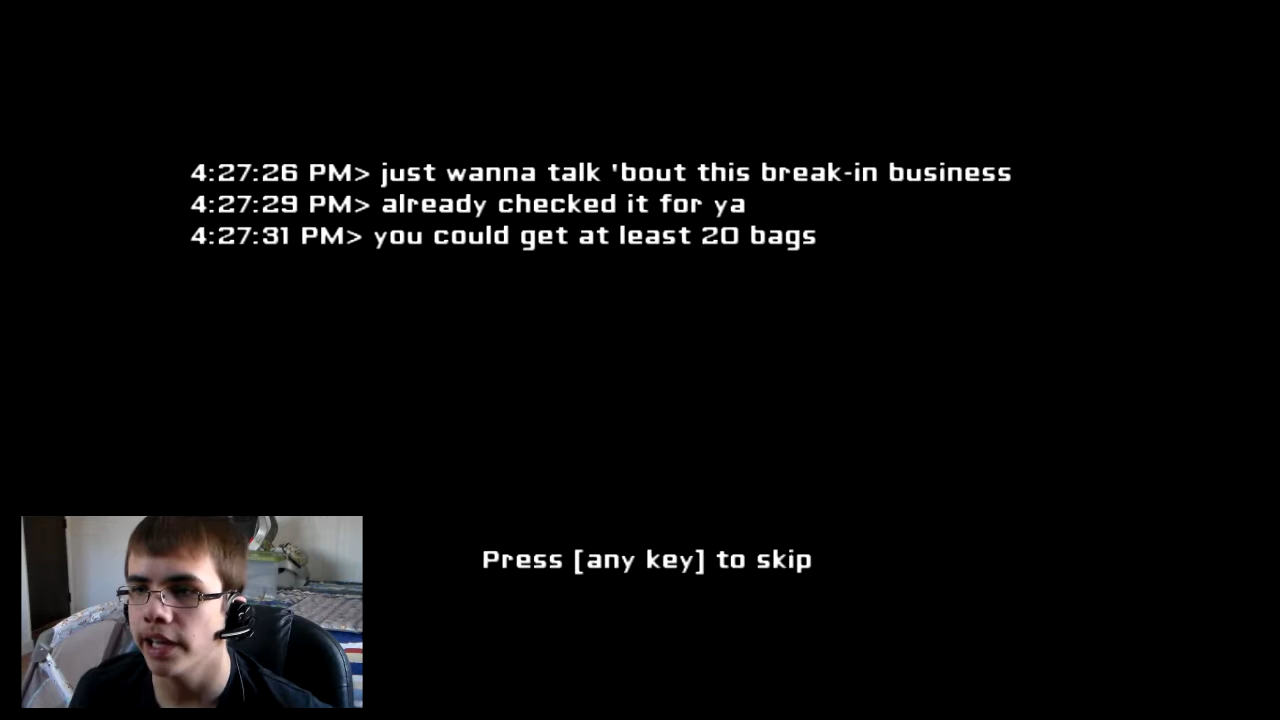 4:27:26 PM> just wanna talk 'bout this break-in business
4:27:29 PM> already checked it for ya
4:27:31 PM> you could get at least 20 bags
Press [any key] to skip